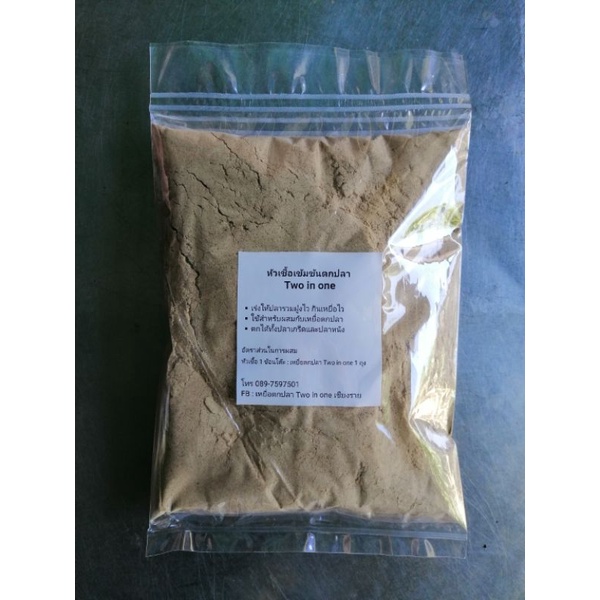 หัวเชื้อเข้มข้นตกปลา
Two in one
• เร่งให้ปลารวมฝูงไว กินเหยื่อไว
• ใช้สำหรับผสมกับเหยื่อตกปลา
• ตกได้ทั้งปลาเกล็ดและปลาหนัง
อัตราส่วนในการผสม
หัวเชื้อ 1 ช้อนโต๊ะ : เหยื่อตกปลา Two in one 1 ถุง
โทร 089-7597501
FB : เหยื่อตกปลา Two in one เชียงราย